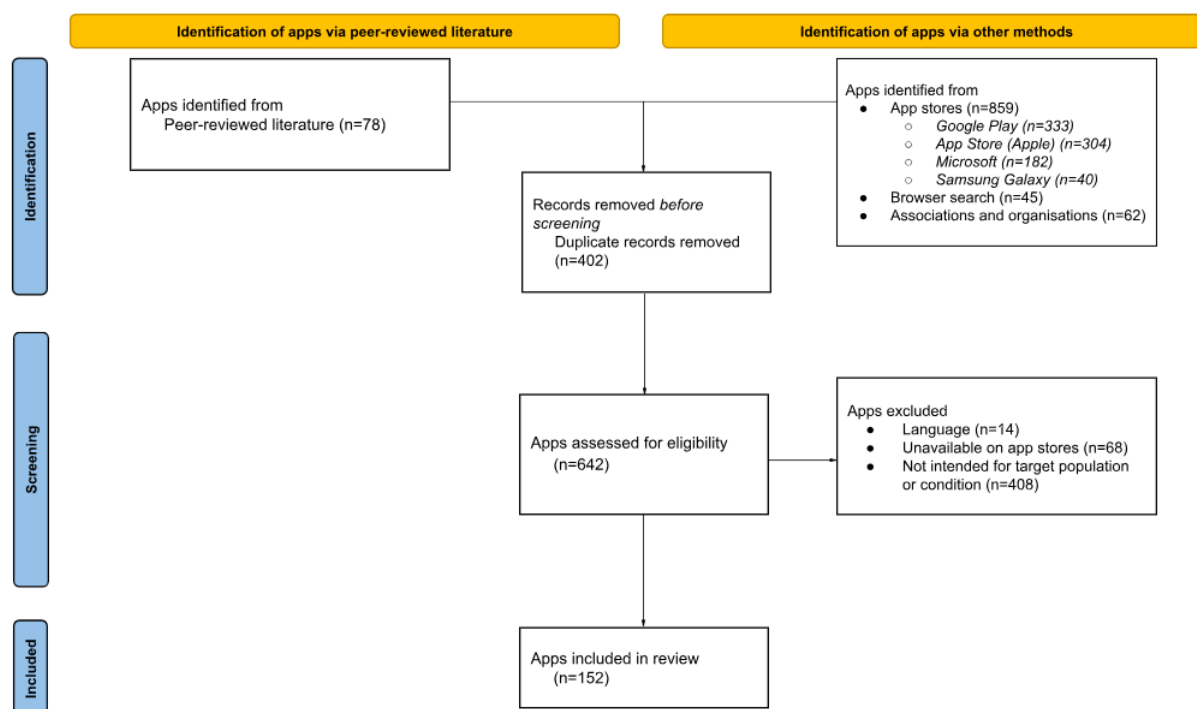 Identification of apps via peer-reviewed literature
Identification of apps via other methods
Identification
Apps identified from
Peer-reviewed literature (n=78)
Apps identified from
● App stores (n=859)
○ Google Play (n=333)
○ App Store (Apple) (n=304)
○ Microsoft (n=182)
○ Samsung Galaxy (n=40)
● Browser search (n=45)
● Associations and organisations (n=62)
Records removed before
screening
Duplicate records removed
(n=402)
Screening
Apps assessed for eligibility
(n=642)
Apps excluded
● Language (n=14)
● Unavailable on app stores (n=68)
● Not intended for target population
or condition (n=408)
Included
Apps included in review
(n=152)